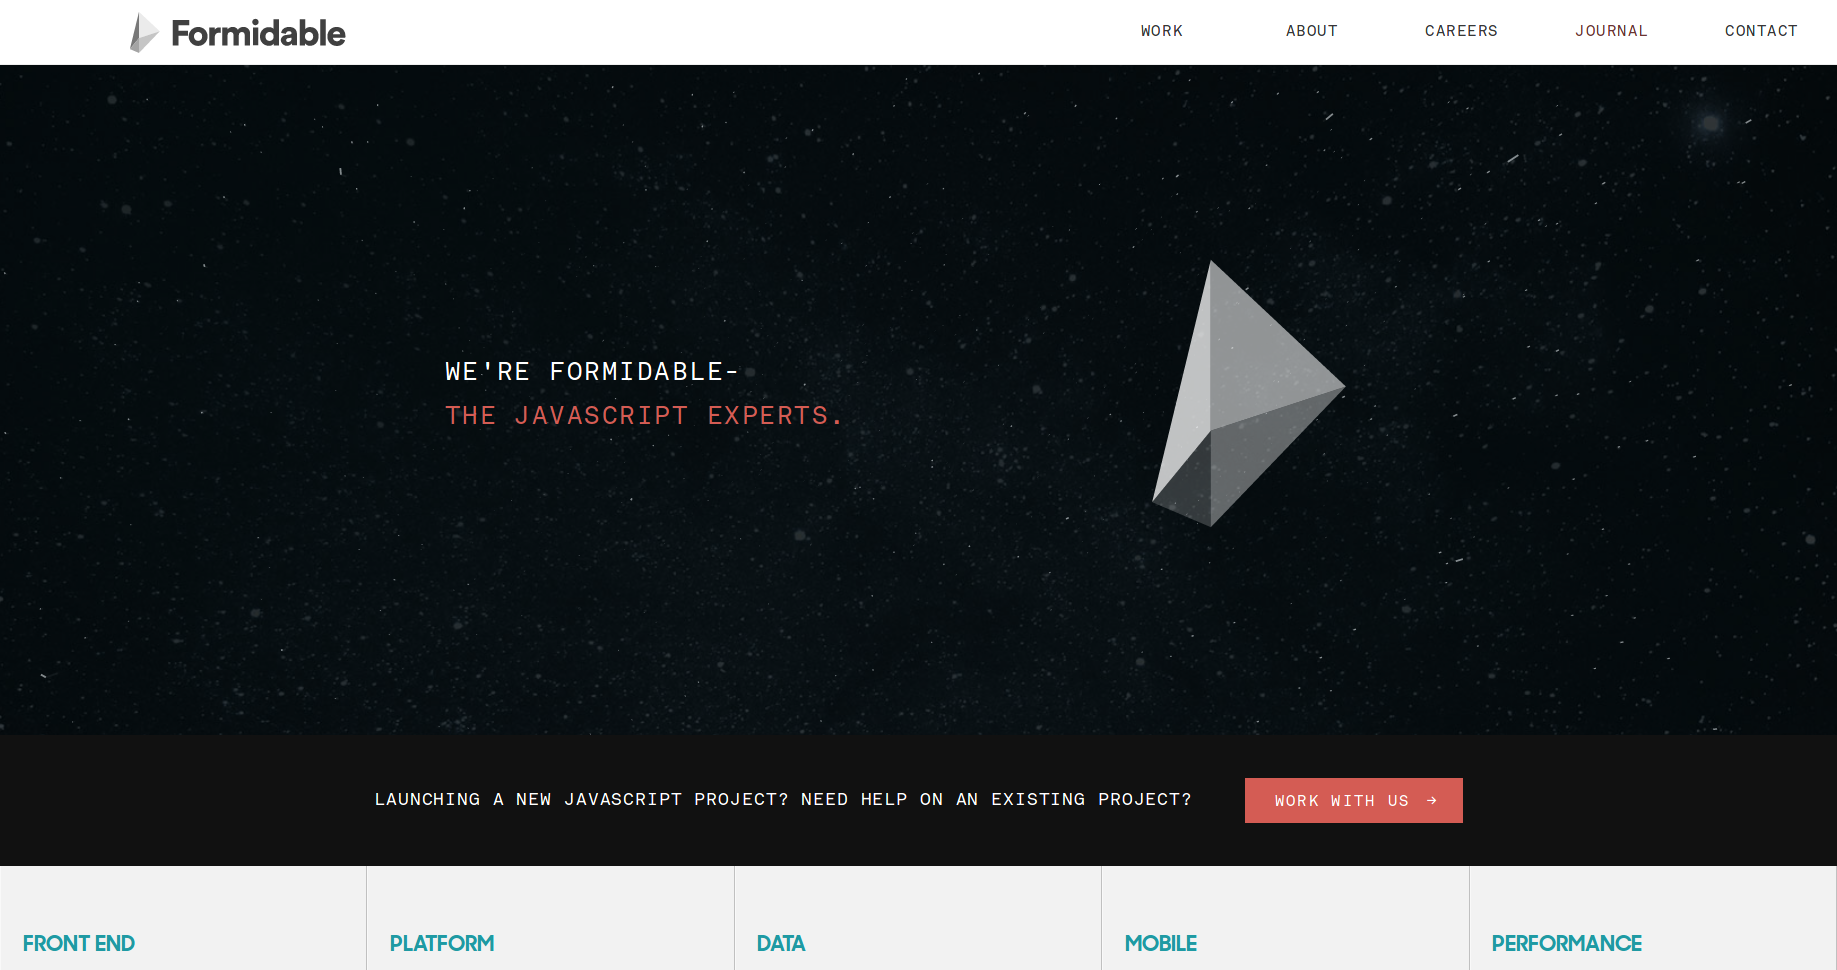 Formidable
WORK ABOUT CAREERS JOURNAL CONTACT
WE'RE FORMIDABLE-
THE JAVASCRIPT EXPERTS.
LAUNCHING A NEW JAVASCRIPT PROJECT? NEED HELP ON AN EXISTING PROJECT?
WORK WITH US →
FRONT END
PLATFORM
DATA
MOBILE
PERFORMANCE